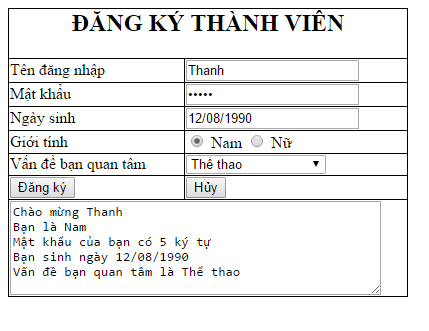 ĐĂNG KÝ THÀNH VIÊN
Tên đăng nhập Thanh
Mật khẩu •••••
Ngày sinh 12/08/1990
Giới tính Nam Nữ
Vấn đề bạn quan tâm Thể thao
Đăng ký Hủy
Chào mừng Thanh
Bạn là Nam
Mật khẩu của bạn có 5 ký tự
Bạn sinh ngày 12/08/1990
Vấn đề bạn quan tâm là Thể thao